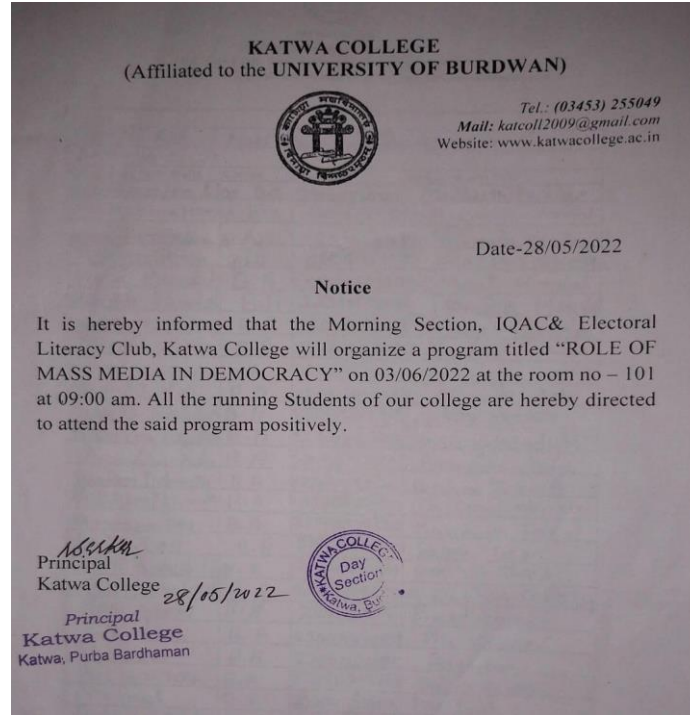 KATWA COLLEGE
(Affiliated to the UNIVERSITY OF BURDWAN)
Tel.: (03453) 255049
Mail: katcoll2009@gmail.com
Website: www.katwacollege.ac.in
Date-28/05/2022
Notice
It is hereby informed that the Morning Section, IQAC& Electoral
Literacy Club, Katwa College will organize a program titled “ROLE OF
MASS MEDIA IN DEMOCRACY” on 03/06/2022 at the room no – 101
at 09:00 am. All the running Students of our college are hereby directed
to attend the said program positively.
Principal
Katwa College
28/05/2022
KATWA COLLEG
Day
Section
Katwa,
Principal
Katwa College
Katwa, Purba Bardhaman